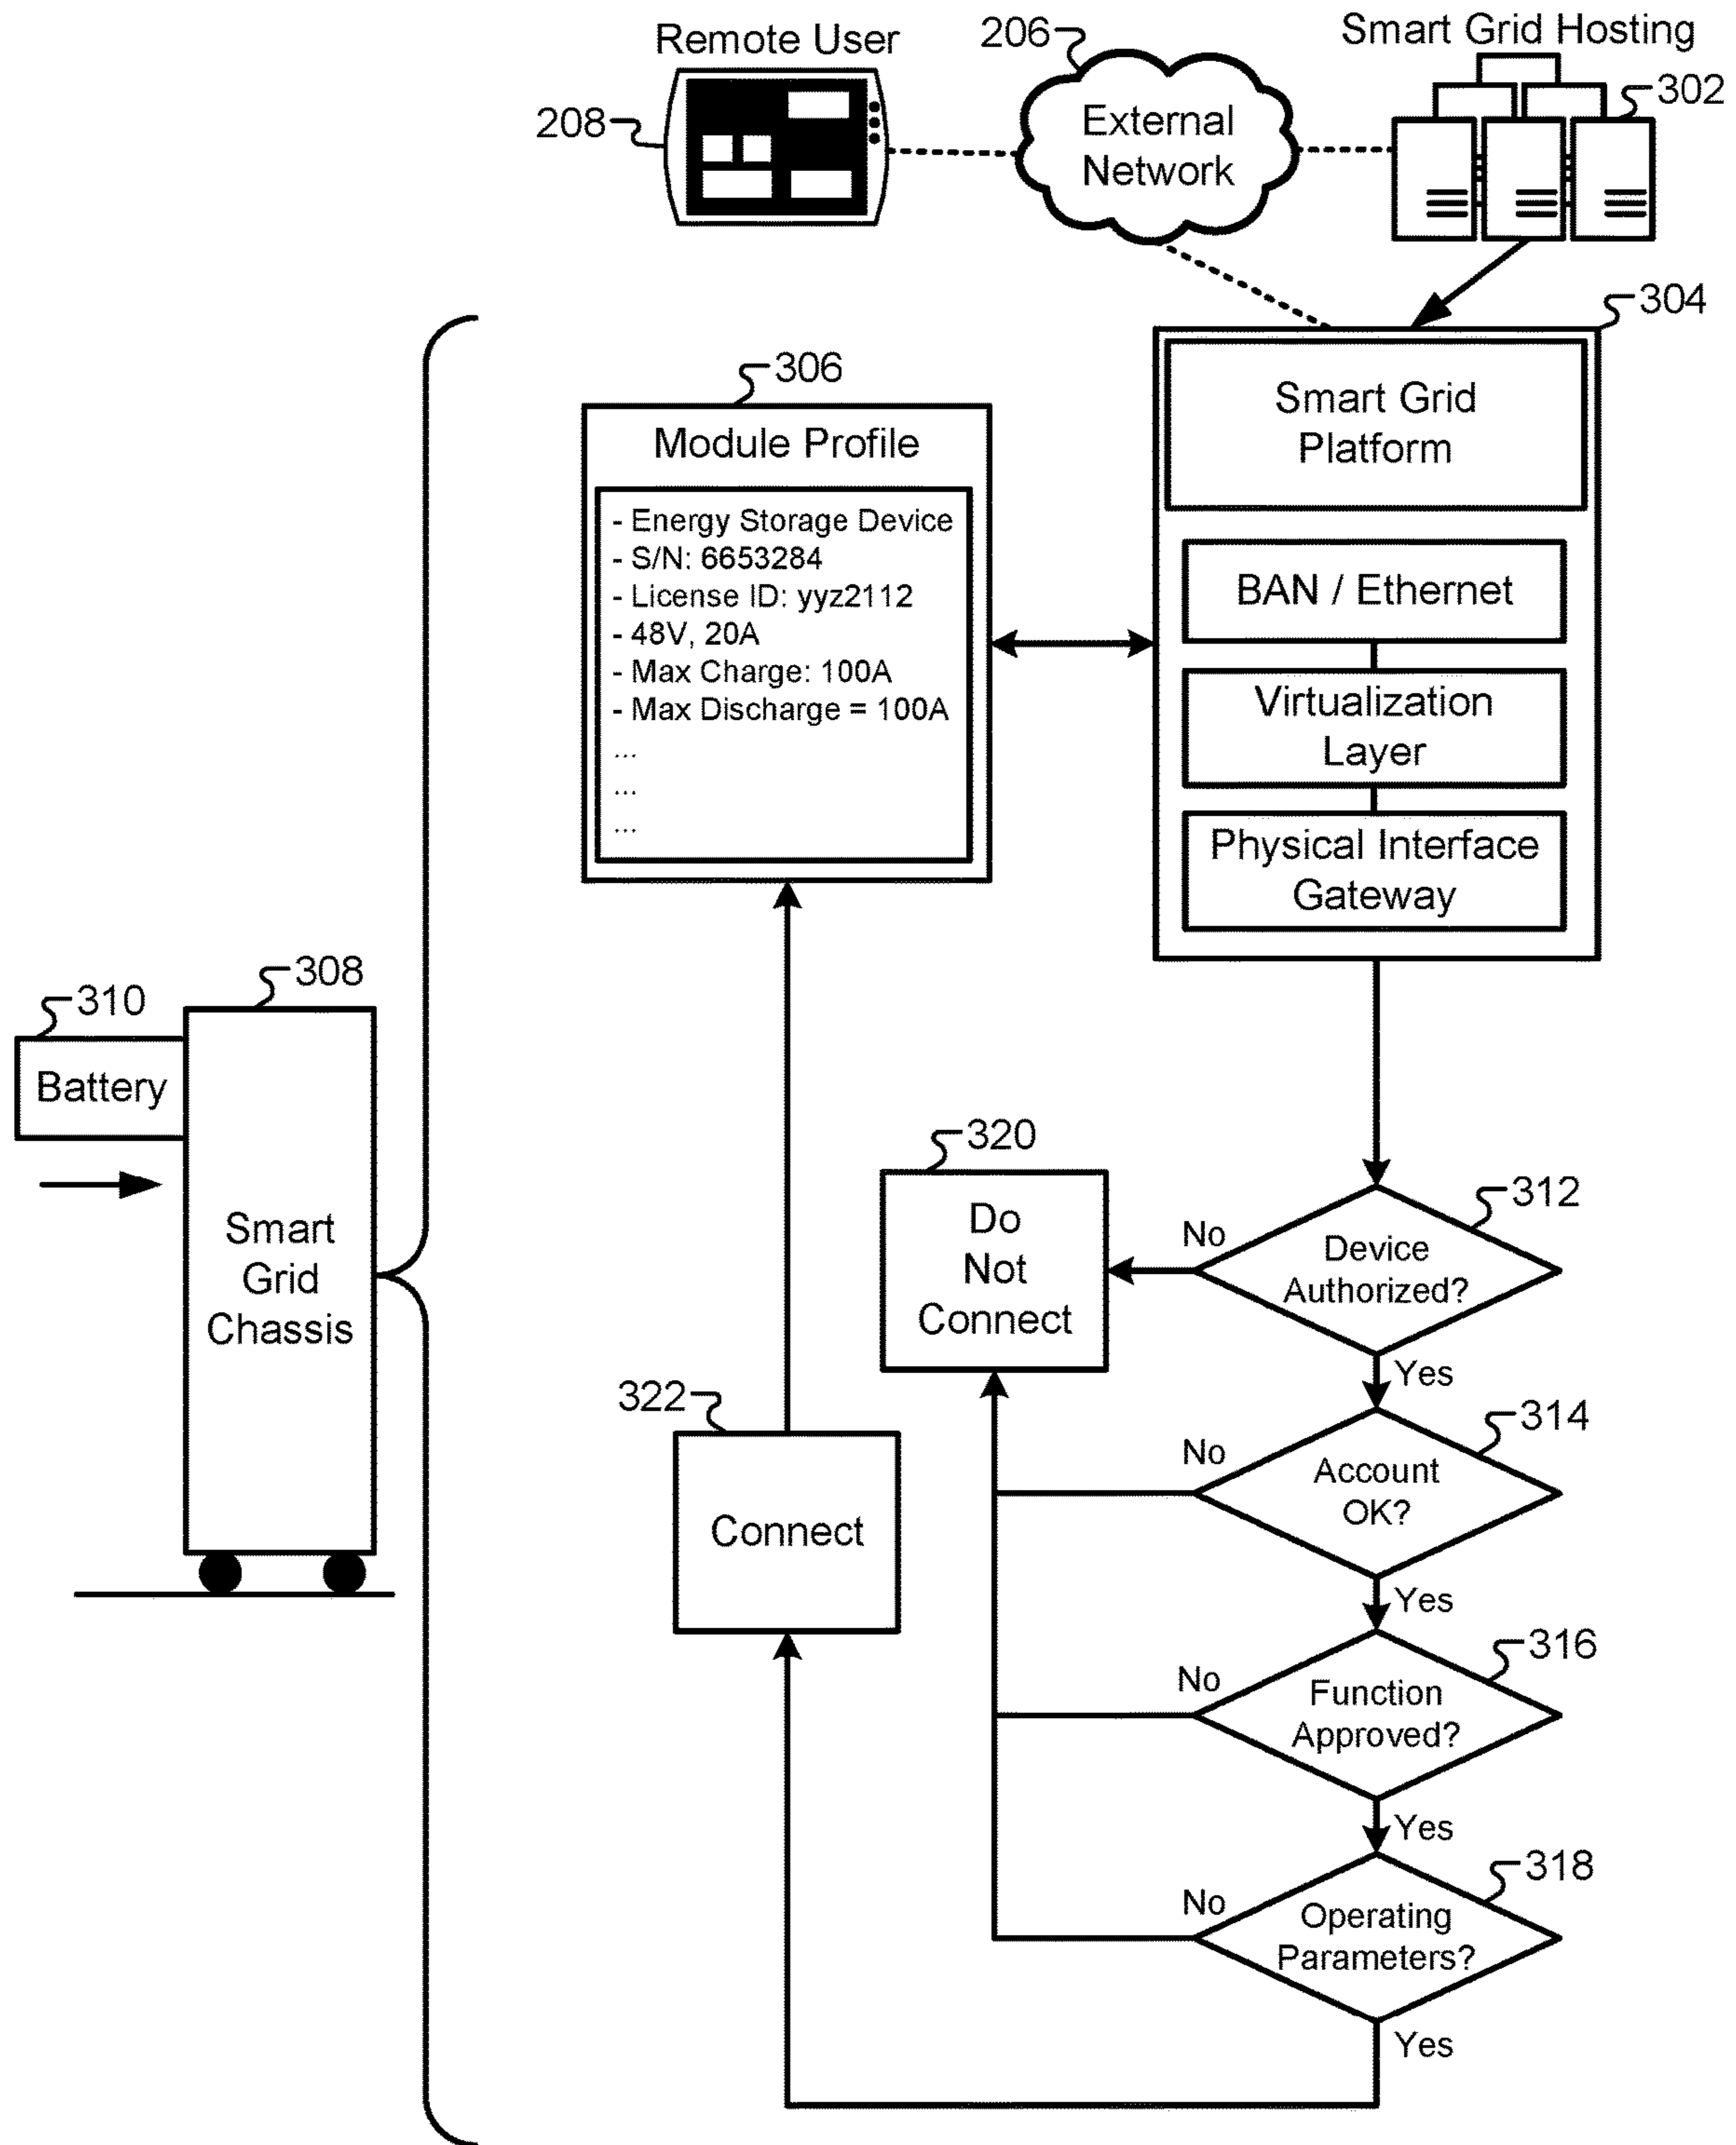 Remote User
206
Smart Grid Hosting
208
External
Network
302
304
306
Module Profile
- Energy Storage Device
- S/N: 6653284
- License ID: yyz2112
- 48V, 20A
- Max Charge: 100A
- Max Discharge = 100A
...
...
...
Smart Grid
Platform
BAN / Ethernet
Virtualization
Layer
Physical Interface
Gateway
310
308
Battery
Smart
Grid
Chassis
320
Do
Not
Connect
312
No
Device
Authorized?
Yes
322
Connect
314
No
Account
OK?
Yes
316
No
Function
Approved?
Yes
318
No
Operating
Parameters?
Yes